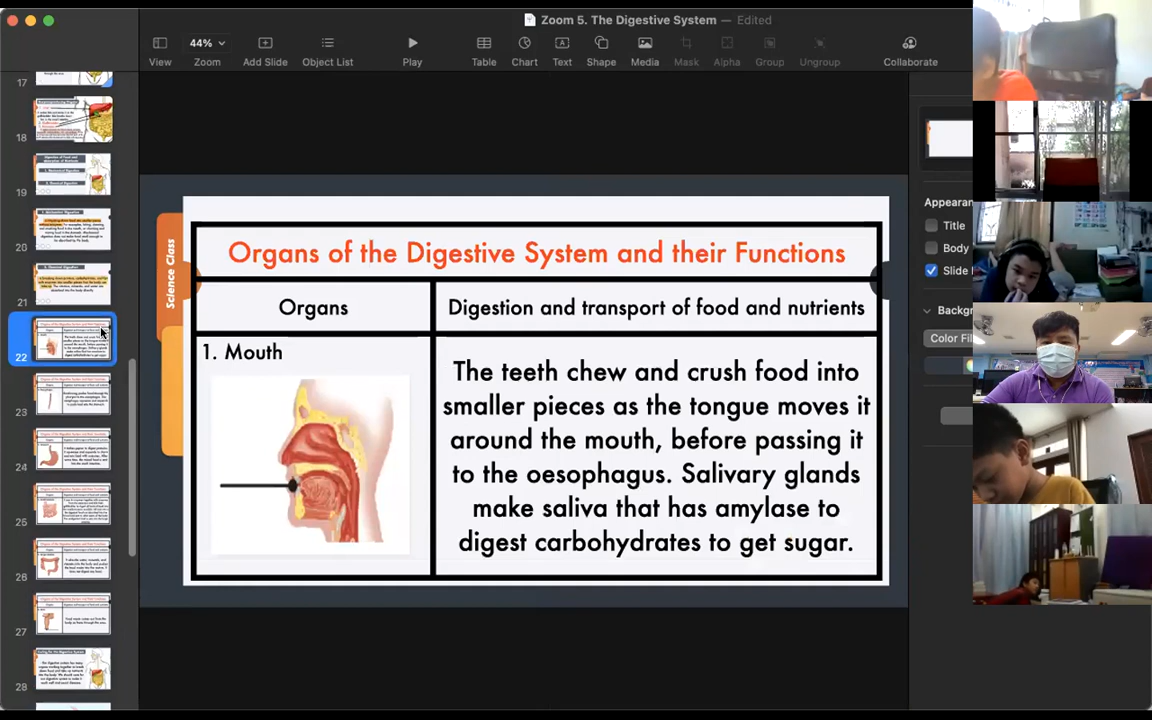 Zoom 5. The Digestive System — Edited
View
44%
Zoom
Add Slide
Object List
Play
Table
Chart
Text
Shape
Media
Mask
Alpha
Group
Ungroup
Collaborate
17
18
19
20
21
22
23
24
25
26
27
28
Science Class
Organs of the Digestive System and their Functions
Organs
Digestion and transport of food and nutrients
1. Mouth
The teeth chew and crush food into
smaller pieces as the tongue moves it
around the mouth, before passing it
to the oesophagus. Salivary glands
make saliva that has amylase to
digest carbohydrates to get sugar.
Appearan
Title
Body
Slide
Backgro
Color Fil